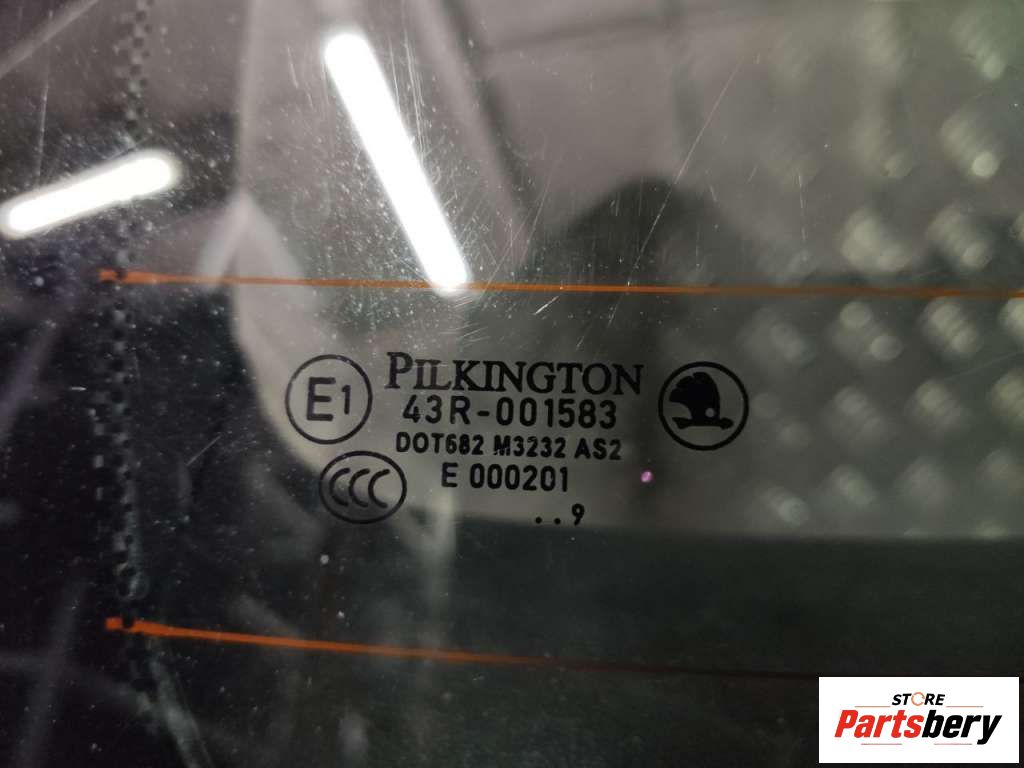 PILKINGTON
E1
43R-001583
DOT682 M3232 AS2
E 000201
CCC
..9
STORE
Partsbery